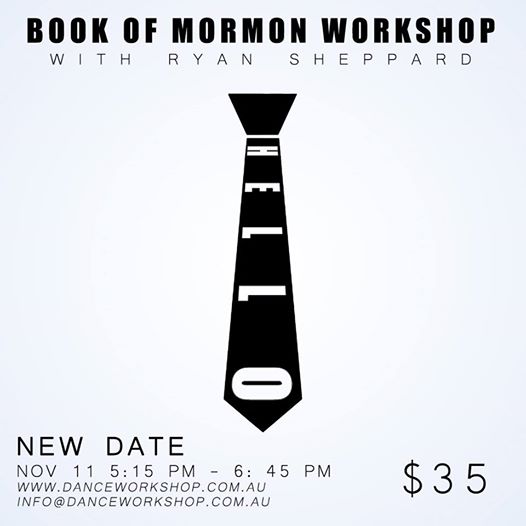 BOOK OF MORMON WORKSHOP
WITH RYAN SHEPPARD
HELLO
NEW DATE
NOV 11 5:15 PM - 6: 45 PM
WWW.DANCEWORKSHOP.COM.AU
INFO@DANCEWORKSHOP.COM.AU
$35